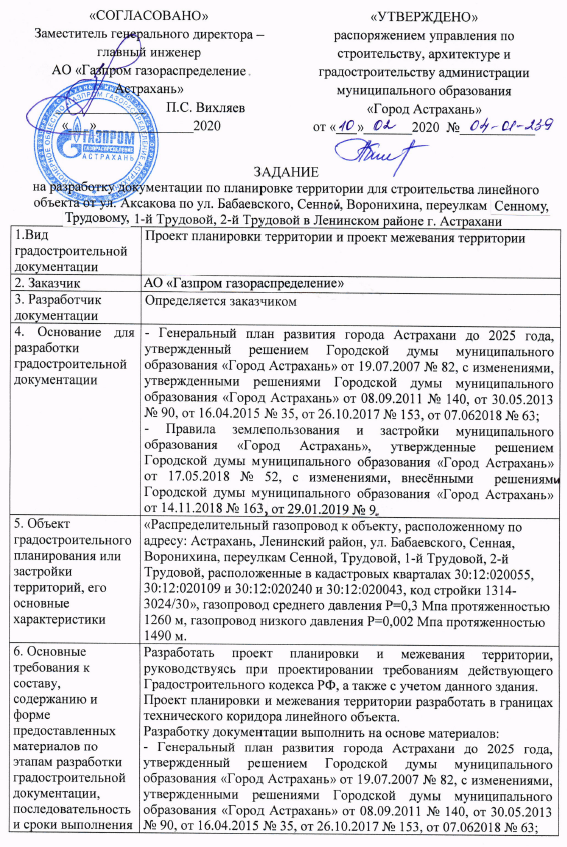 «СОГЛАСОВАНО»
Заместитель генерального директора –
главный инженер
АО «Газпром газораспределение
Астрахань»
П.С. Вихляев
«___»____________2020
«УТВЕРЖДЕНО»
распоряжением управления по
строительству, архитектуре и
градостроительству администрации
муниципального образования
«Город Астрахань»
от «10» 02 2020 № 04-01-239
ГАЗПРОМ
ГАЗОРАСПРЕДЕЛЕНИЕ
АСТРАХАНЬ
ЗАДАНИЕ
на разработку документации по планировке территории для строительства линейного
объекта от ул. Аксакова по ул. Бабаевского, Сенной, Воронихина, переулкам Сенному,
Трудовому, 1-й Трудовой, 2-й Трудовой в Ленинском районе г. Астрахани
1.Вид
градостроительной
документации
Проект планировки территории и проект межевания территории
2. Заказчик
АО «Газпром газораспределение»
3. Разработчик
документации
Определяется заказчиком
4. Основание для
разработки
градостроительной
документации
- Генеральный план развития города Астрахани до 2025 года,
утвержденный решением Городской думы муниципального
образования «Город Астрахань» от 19.07.2007 № 82, с изменениями,
утвержденными решениями Городской думы муниципального
образования «Город Астрахань» от 08.09.2011 № 140, от 30.05.2013
№ 90, от 16.04.2015 № 35, от 26.10.2017 № 153, от 07.062018 № 63;
- Правила землепользования и застройки муниципального
образования «Город Астрахань», утвержденные решением
Городской думы муниципального образования «Город Астрахань»
от 17.05.2018 № 52, с изменениями, внесёнными решениями
Городской думы муниципального образования «Город Астрахань»
от 14.11.2018 № 163, от 29.01.2019 № 9.
5. Объект
градостроительного
планирования или
застройки
территорий, его
основные
характеристики
«Распределительный газопровод к объекту, расположенному по
адресу: Астрахань, Ленинский район, ул. Бабаевского, Сенная,
Воронихина, переулкам Сенной, Трудовой, 1-й Трудовой, 2-й
Трудовой, расположенные в кадастровых кварталах 30:12:020055,
30:12:020109 и 30:12:020240 и 30:12:020043, код стройки 1314-
3024/30», газопровод среднего давления Р=0,3 Мпа протяженностью
1260 м, газопровод низкого давления Р=0,002 Мпа протяженностью
1490 м.
6. Основные
требования к
составу,
содержанию и
форме
предоставленных
материалов по
этапам разработки
градостроительной
документации,
последовательность
и сроки выполнения
Разработать проект планировки и межевания территории,
руководствуясь при проектировании требованиям действующего
Градостроительного кодекса РФ, а также с учетом данного здания.
Проект планировки и межевания территории разработать в границах
технического коридора линейного объекта.
Разработку документации выполнить на основе материалов:
- Генеральный план развития города Астрахани до 2025 года,
утвержденный решением Городской думы муниципального
образования «Город Астрахань» от 19.07.2007 № 82, с изменениями,
утвержденными решениями Городской думы муниципального
образования «Город Астрахань» от 08.09.2011 № 140, от 30.05.2013
№ 90, от 16.04.2015 № 35, от 26.10.2017 № 153, от 07.062018 № 63;